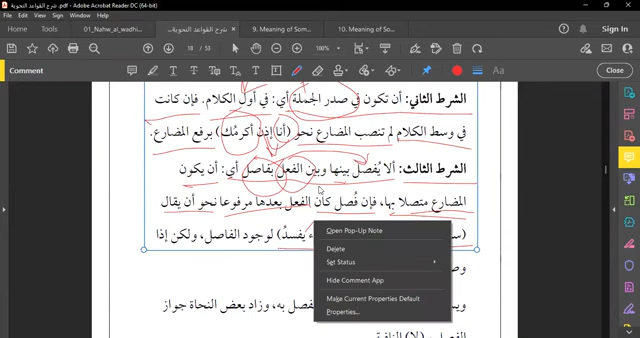 شرح القواعد النحوية.pdf - Adobe Acrobat Reader DC (64-bit)
File Edit View Sign Window Help
Home Tools 01_Nahw_al_wadhi... شرح القواعد النحوية... 9. Meaning of Som... 10. Meaning of Som... Sign In
18 / 53 100%
Comment Close
الشرط الثاني: أن تكون في صدر الجملة أي: في أول الكلام. فإن كانت
في وسط الكلام لم تنصب المضارع نحو (أنا إذن أكرمُك) برفع المضارع.
الشرط الثالث: ألا يُفصل بينها وبين الفعل بفاصل أي: أن يكون
المضارع متصلا بها، فإن فُصل كان الفعل بعدها مرفوعا نحو أن يقال
يفسدُ) لوجود الفاصل، ولكن إذا
Open Pop-Up Note
Delete
Set Status
Hide Comment App
Make Current Properties Default
Properties...
لفصل به، وزاد بعض النحاة جواز
(لا) النافية